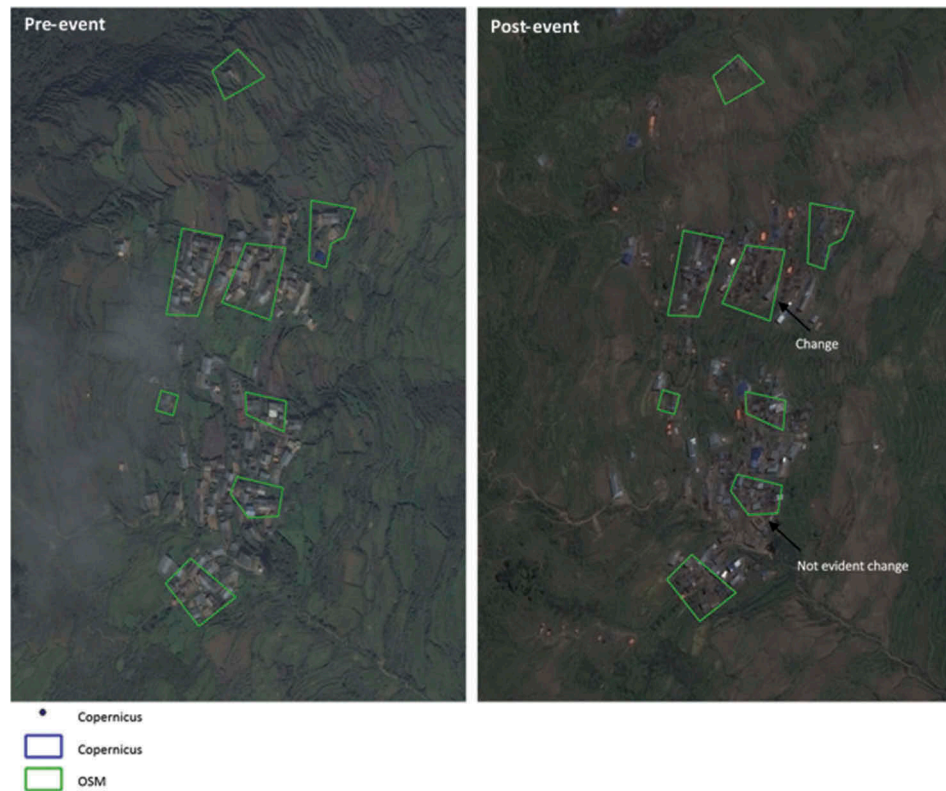 Pre-event
Post-event
Change
Not evident change
Copernicus
Copernicus
OSM